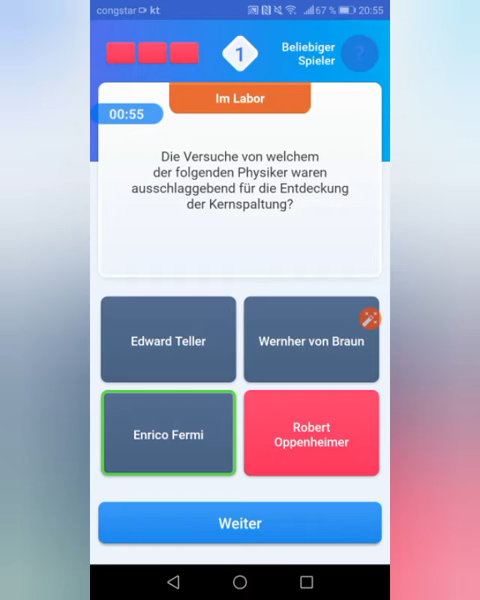 congstar kt 67 % 20:55
1
Beliebiger
Spieler
?
Im Labor
00:55
Die Versuche von welchem
der folgenden Physiker waren
ausschlaggebend für die Entdeckung
der Kernspaltung?
Edward Teller
Wernher von Braun
Enrico Fermi
Robert
Oppenheimer
Weiter